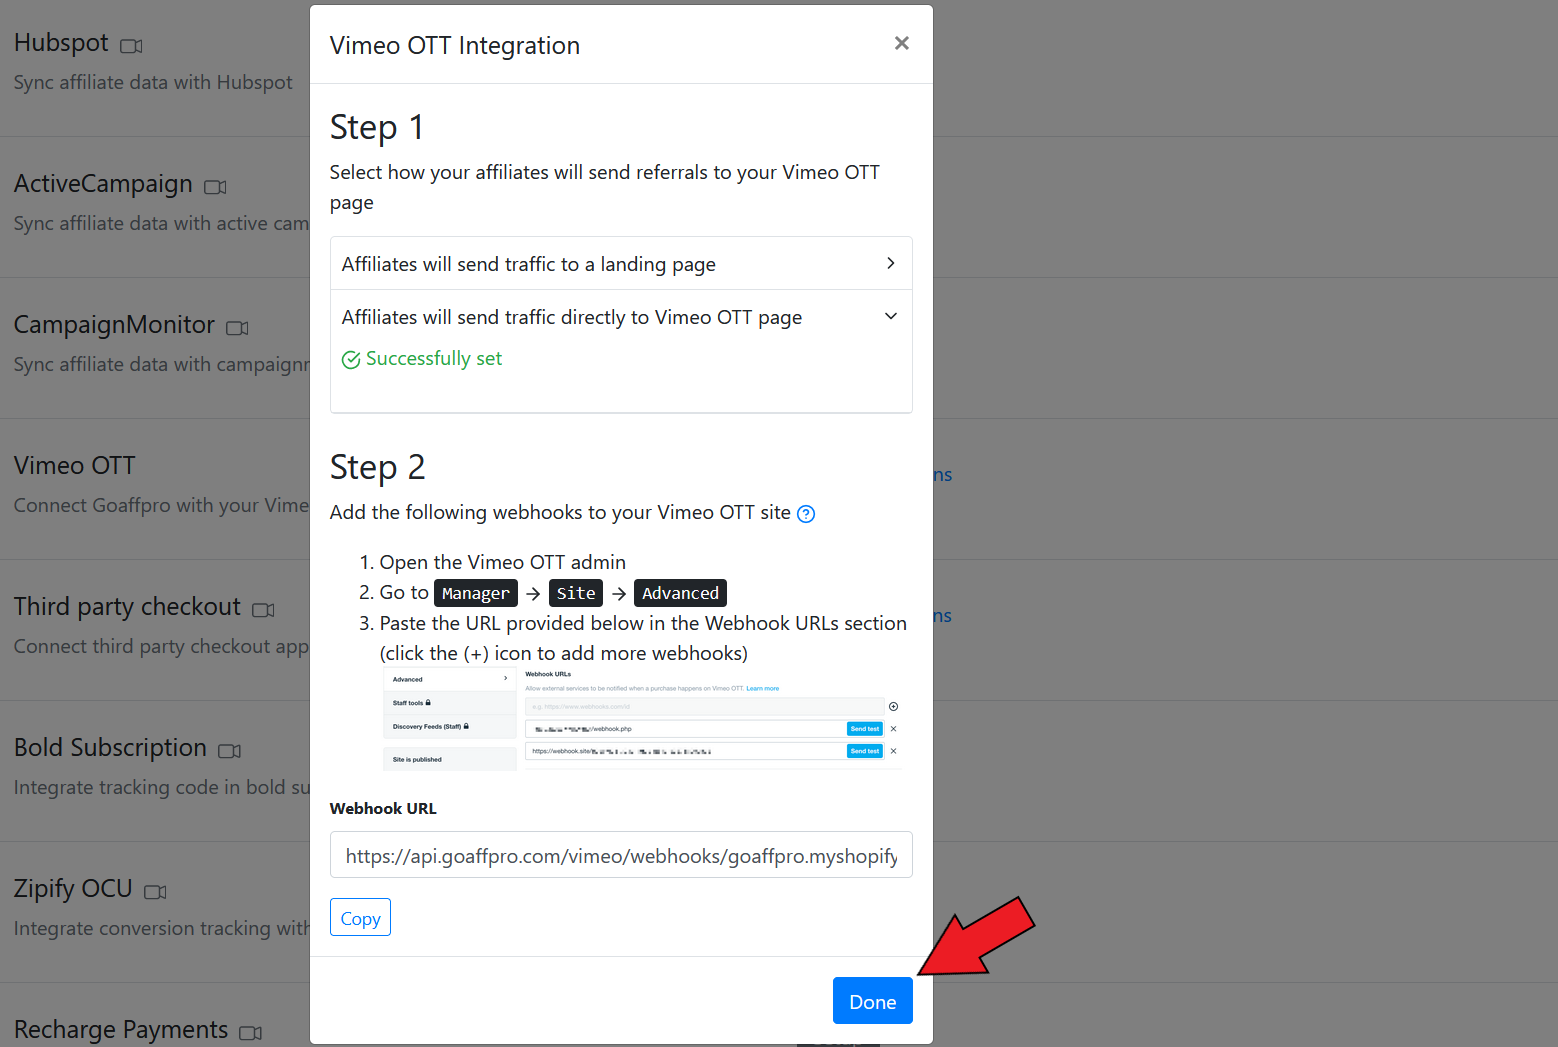 Hubspot
Sync affiliate data with Hubspot
ActiveCampaign
Sync affiliate data with active cam
CampaignMonitor
Sync affiliate data with campaignr
Vimeo OTT
Connect Goaffpro with your Vime
ns
Third party checkout
Connect third party checkout app
ns
Bold Subscription
Integrate tracking code in bold su
Zipify OCU
Integrate conversion tracking with
Recharge Payments
Vimeo OTT Integration
×
Step 1
Select how your affiliates will send referrals to your Vimeo OTT
page
Affiliates will send traffic to a landing page
Affiliates will send traffic directly to Vimeo OTT page
Successfully set
Step 2
Add the following webhooks to your Vimeo OTT site
1. Open the Vimeo OTT admin
2. Go to Manager → Site → Advanced
3. Paste the URL provided below in the Webhook URLs section
(click the (+) icon to add more webhooks)
Advanced
Staff tools
Discovery Feeds (Staff)
Site is published
Webhook URLs
Allow external services to be notified when a purchase happens on Vimeo OTT. Learn more
e.g. https://www.webhooks.com/id
/webhook.php Send test
https://webhook.site/ Send test
Webhook URL
https://api.goaffpro.com/vimeo/webhooks/goaffpro.myshopify
Copy
Done